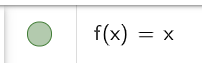 f(x) = x